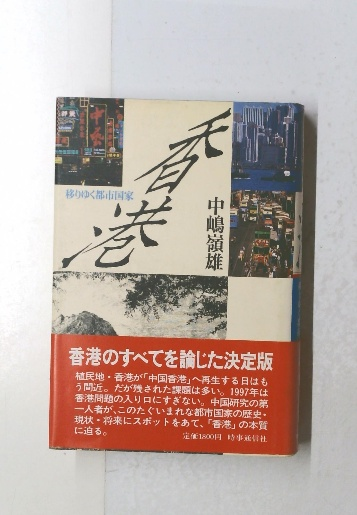 香港
移りゆく都市国家
中嶋嶺雄
香港のすべてを論じた決定版
植民地・香港が「中国香港」へ再生する日はも
う間近。だが残された課題は多い。1997年は
香港問題の入り口にすぎない。中国研究の第
一人者が、このたぐいまれな都市国家の歴史・
現状・将来にスポットをあて、「香港」の本質
に迫る。
定価1800円 時事通信社